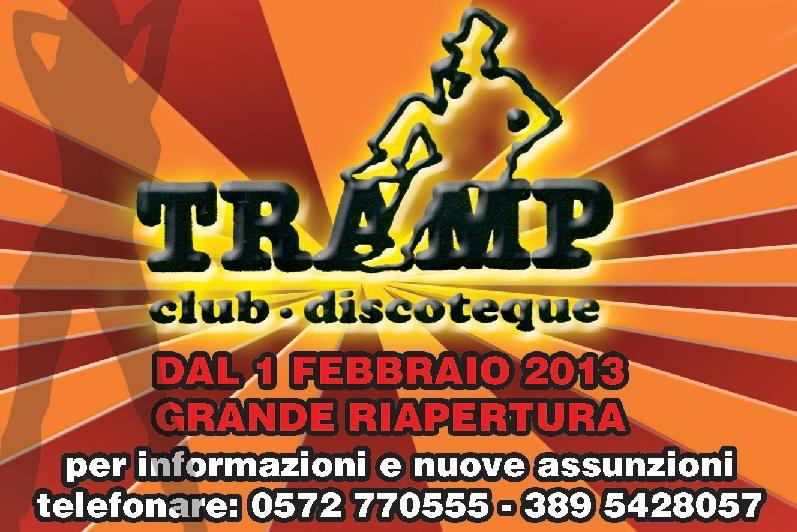 TRAMP
club • discoteque
DAL 1 FEBBRAIO 2013
GRANDE RIAPERTURA
per informazioni e nuove assunzioni
telefonare: 0572 770555 - 389 5428057